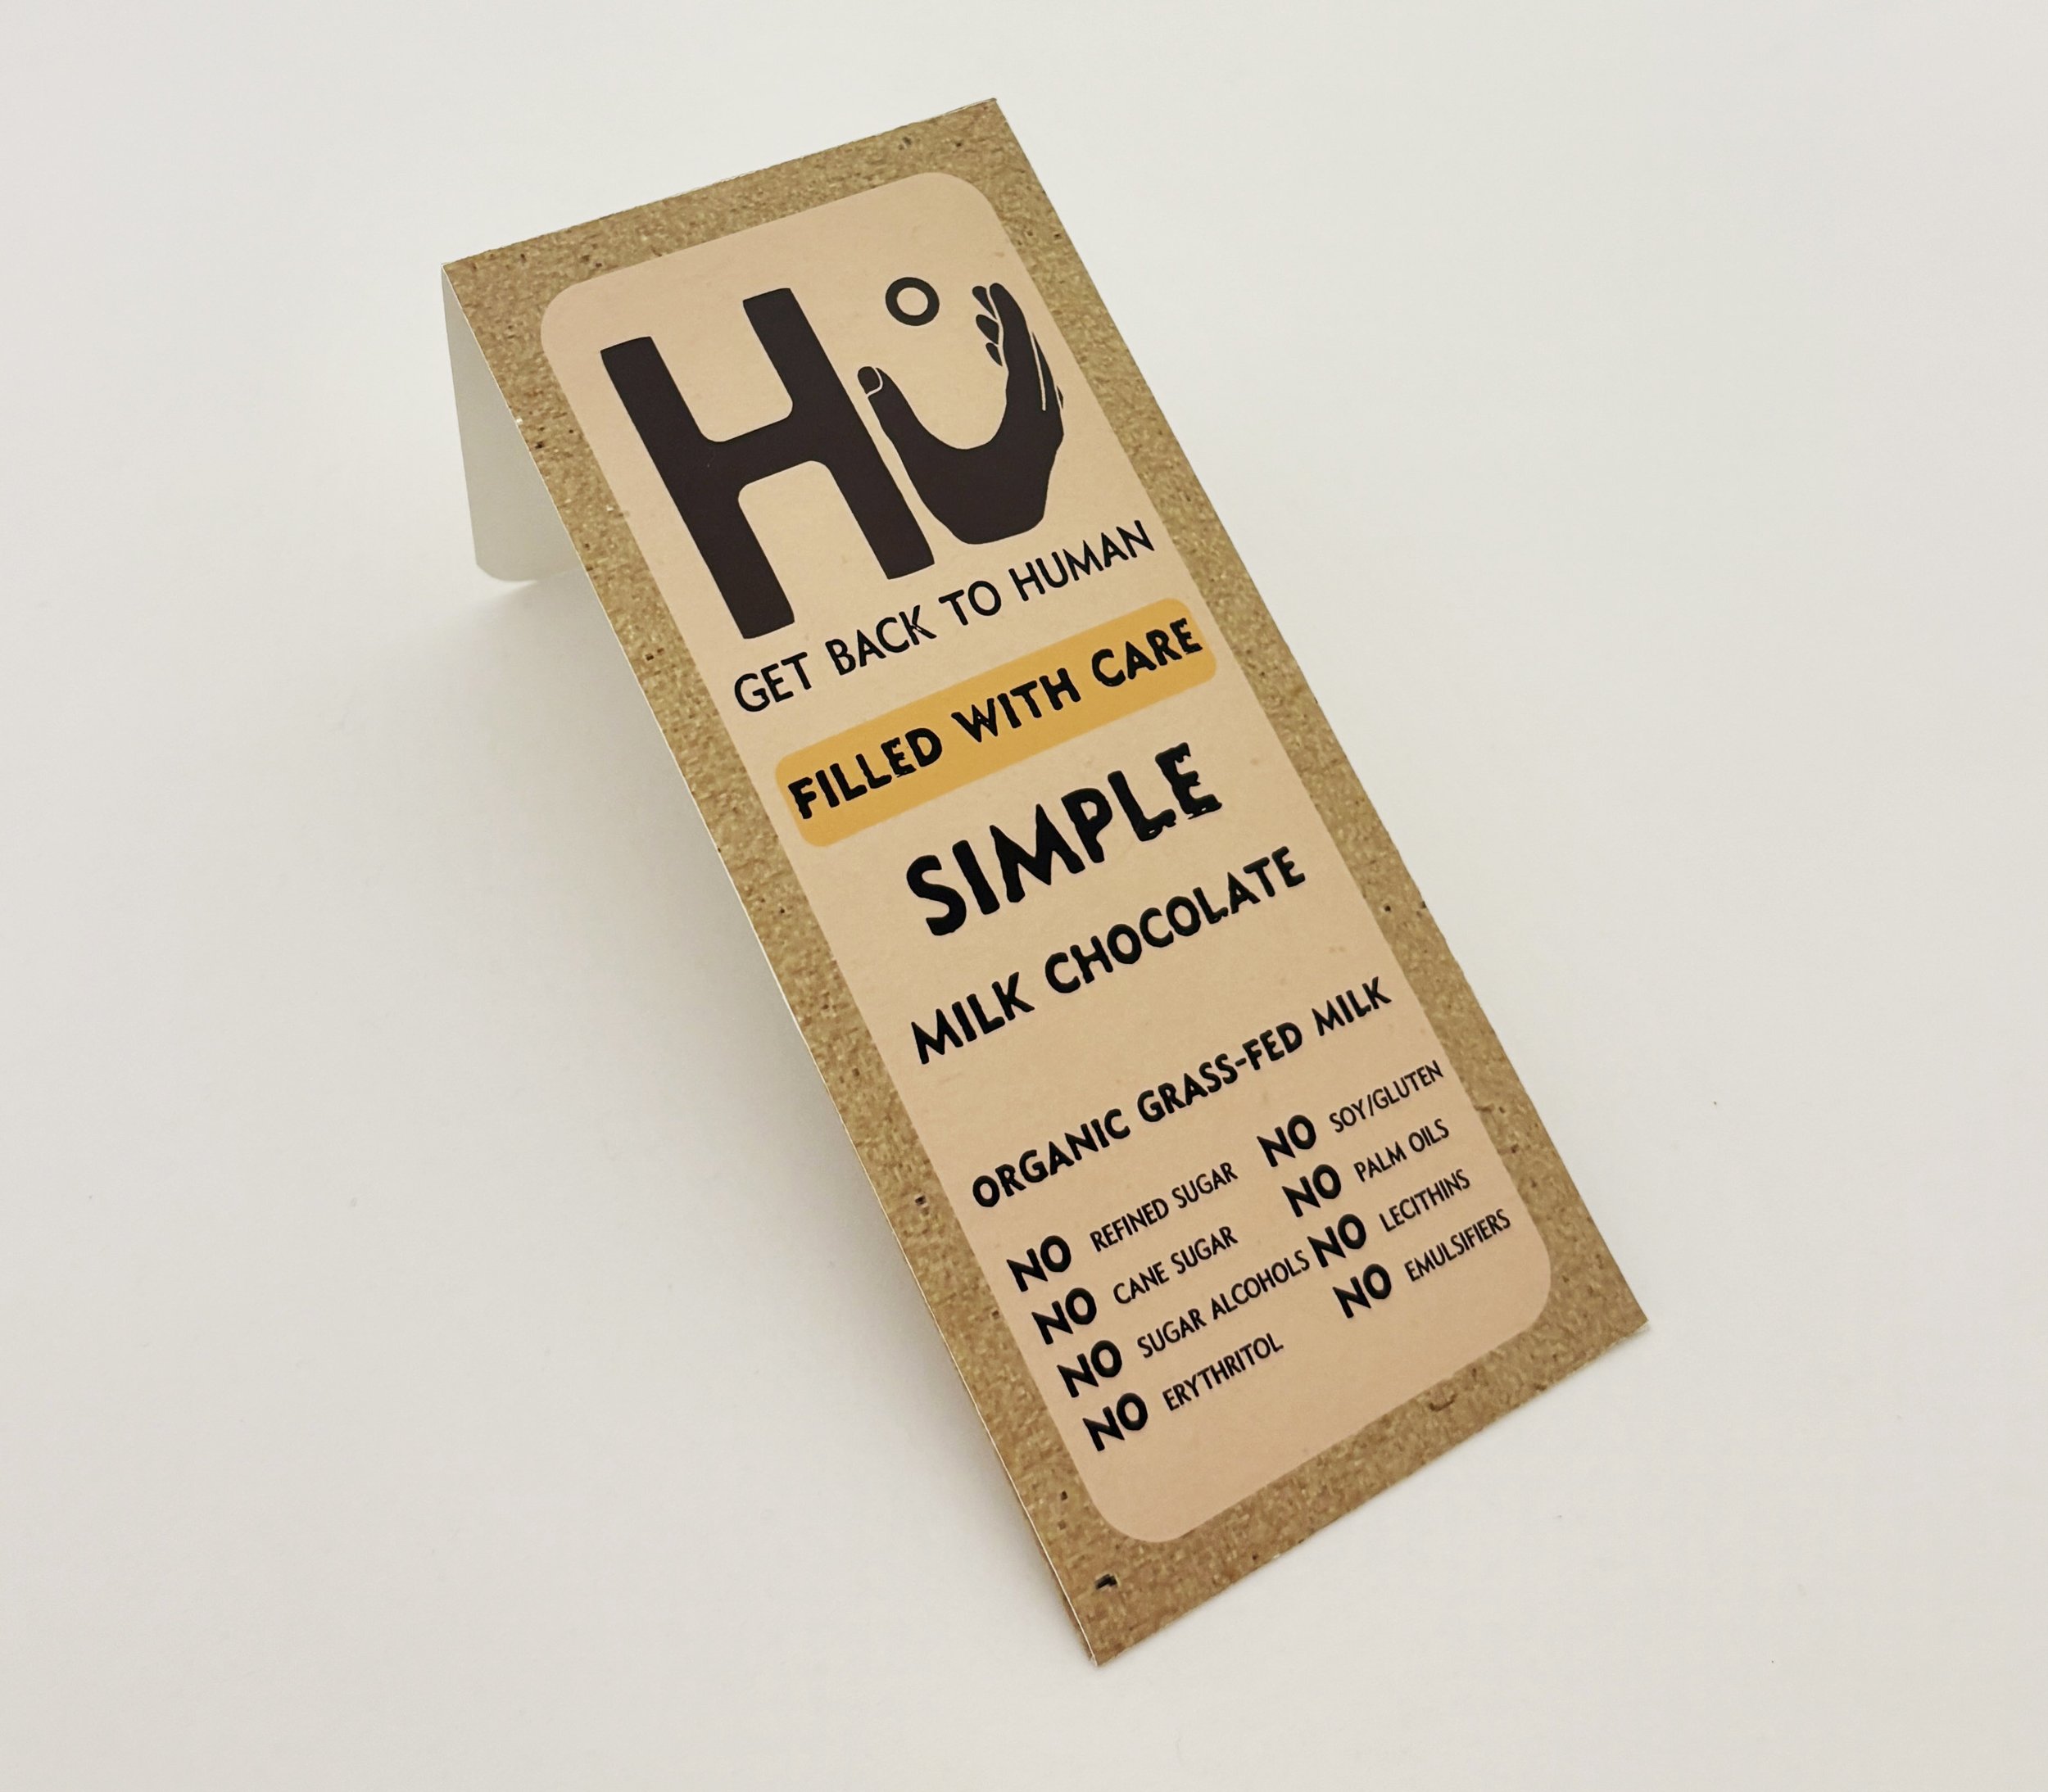 Hu
GET BACK TO HUMAN
FILLED WITH CARE
SIMPLE
MILK CHOCOLATE
ORGANIC GRASS-FED MILK
NO REFINED SUGAR
NO CANE SUGAR
NO SUGAR ALCOHOLS
NO ERYTHRITOL
NO SOY/GLUTEN
NO PALM OILS
NO LECITHINS
NO EMULSIFIERS